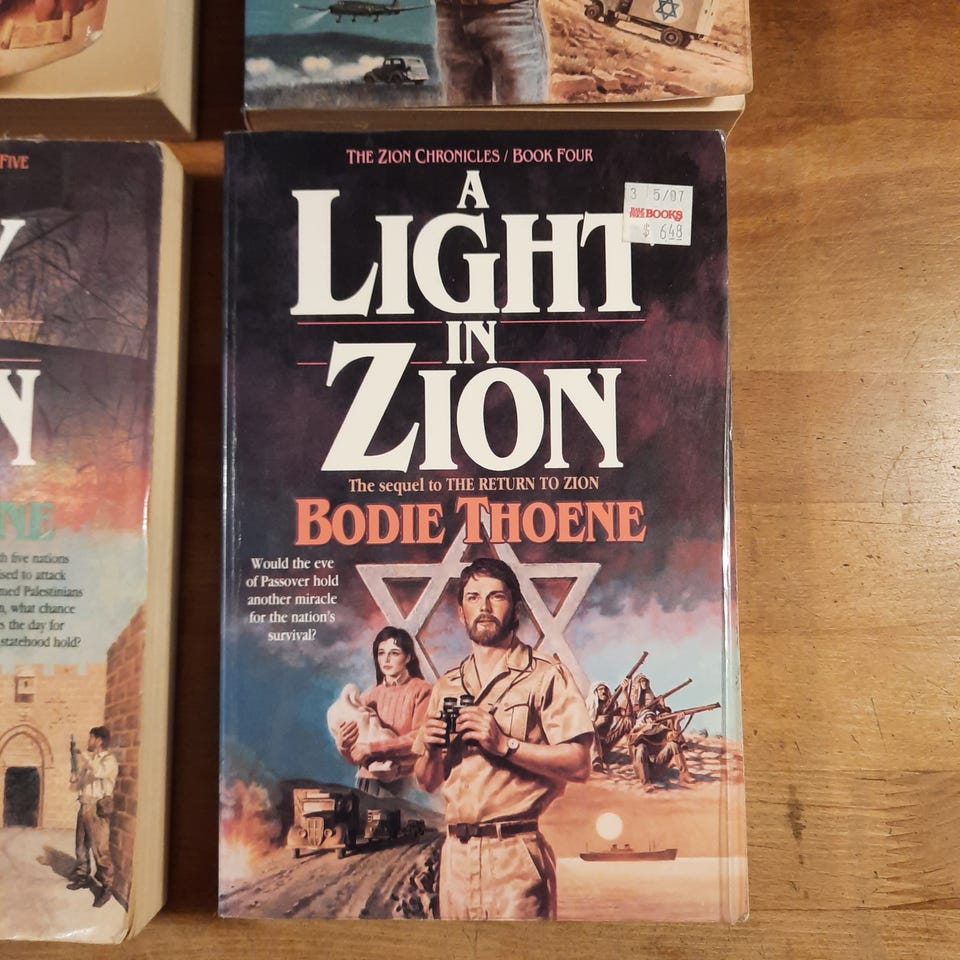 THE ZION CHRONICLES / BOOK FOUR
A
LIGHT
IN
ZION
The sequel to THE RETURN TO ZION
BODIE THOENE
Would the eve
of Passover hold
another miracle
for the nation's
survival?
3 5/07
BOOKS
$ 6.48
FIVE
Y
N
NE
five nations
to attack
Palestinians
what chance
the day for
statehood hold?